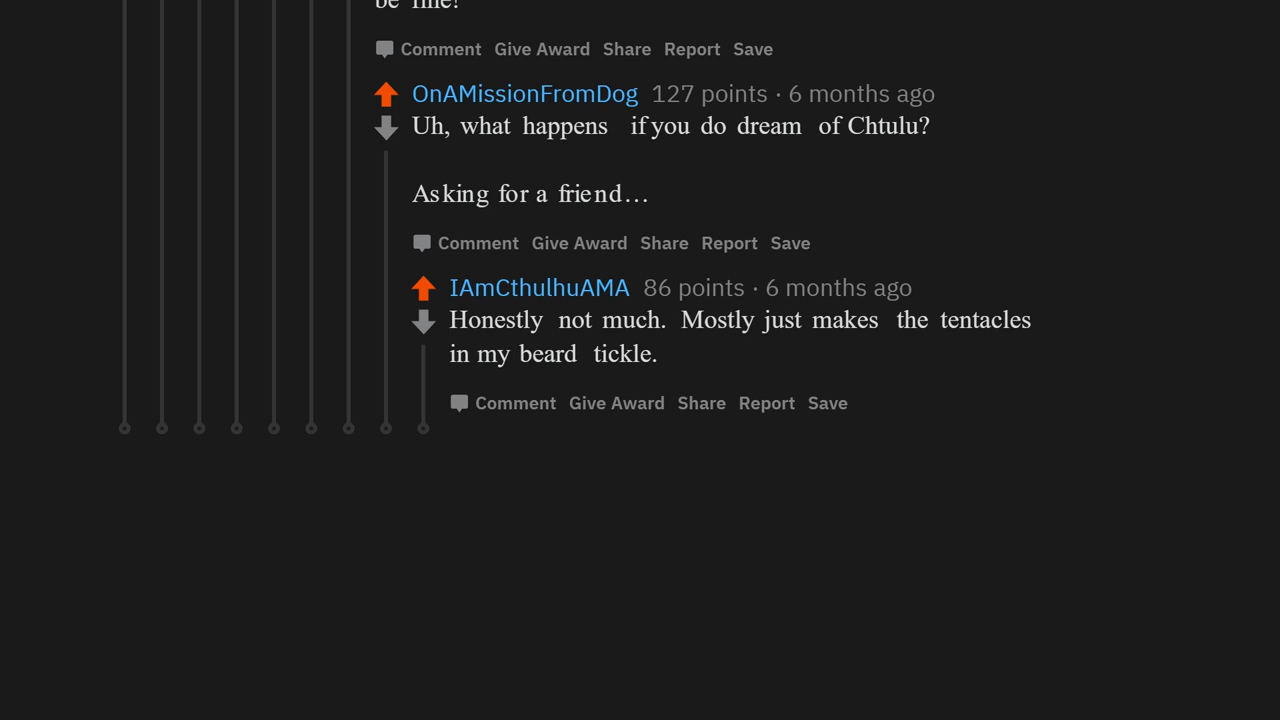 be fine!
Comment Give Award Share Report Save
OnAMissionFromDog 127 points · 6 months ago
Uh, what happens if you do dream of Chtulu?
Asking for a friend…
Comment Give Award Share Report Save
IAmCthulhuAMA 86 points · 6 months ago
Honestly not much. Mostly just makes the tentacles
in my beard tickle.
Comment Give Award Share Report Save